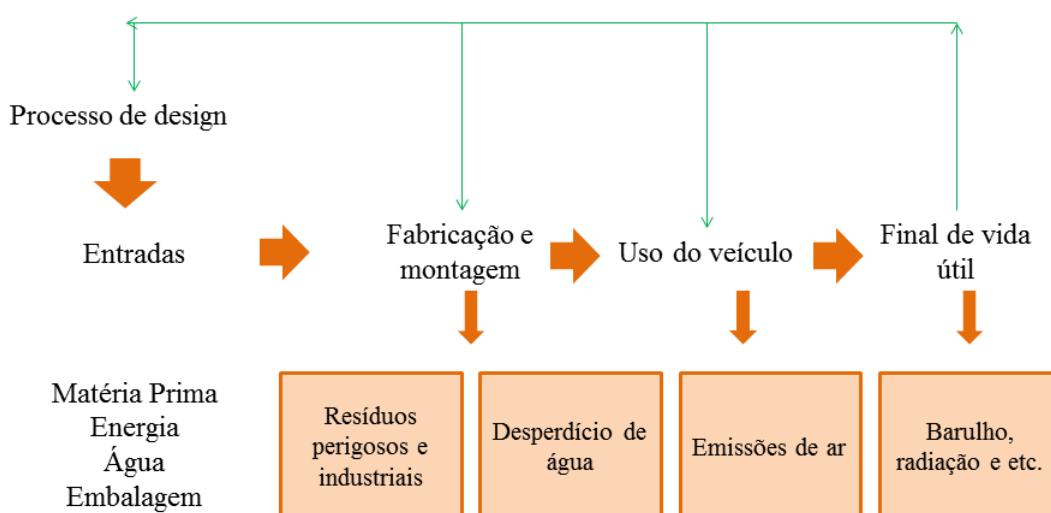 Processo de design
Entradas
Fabricação e
montagem
Uso do veículo
Final de vida
útil
Matéria Prima
Energia
Água
Embalagem
Resíduos
perigosos e
industriais
Desperdício de
água
Emissões de ar
Barulho,
radiação e etc.